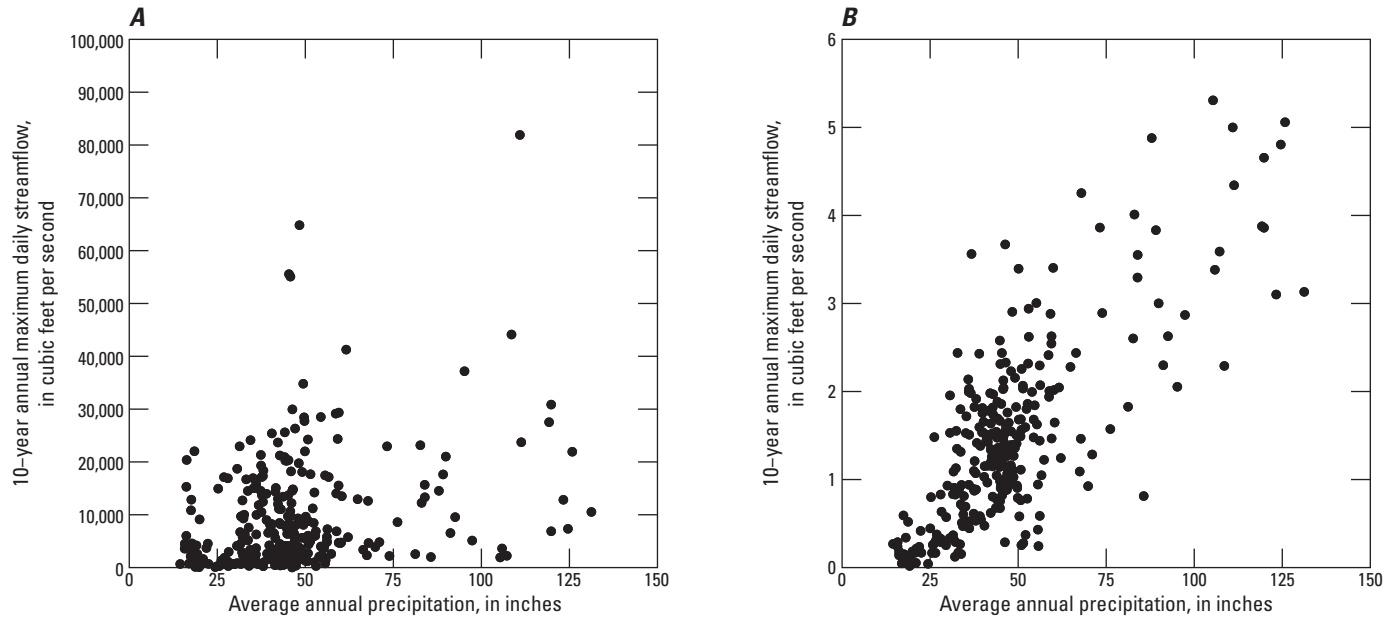 A
100,000
90,000
80,000
70,000
60,000
50,000
40,000
30,000
20,000
10,000
0
0 25 50 75 100 125 150
10–year annual maximum daily streamflow,
in cubic feet per second
Average annual precipitation, in inches
B
6
5
4
3
2
1
0
0 25 50 75 100 125 150
10–year annual maximum daily streamflow,
in cubic feet per second
Average annual precipitation, in inches